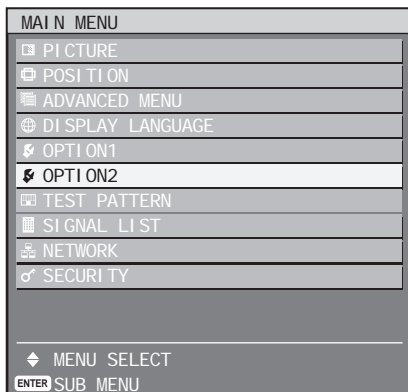 MAIN MENU
PICTURE
POSITION
ADVANCED MENU
DISPLAY LANGUAGE
OPTION1
OPTION2
TEST PATTERN
SIGNAL LIST
NETWORK
SECURITY
MENU SELECT
ENTER SUB MENU